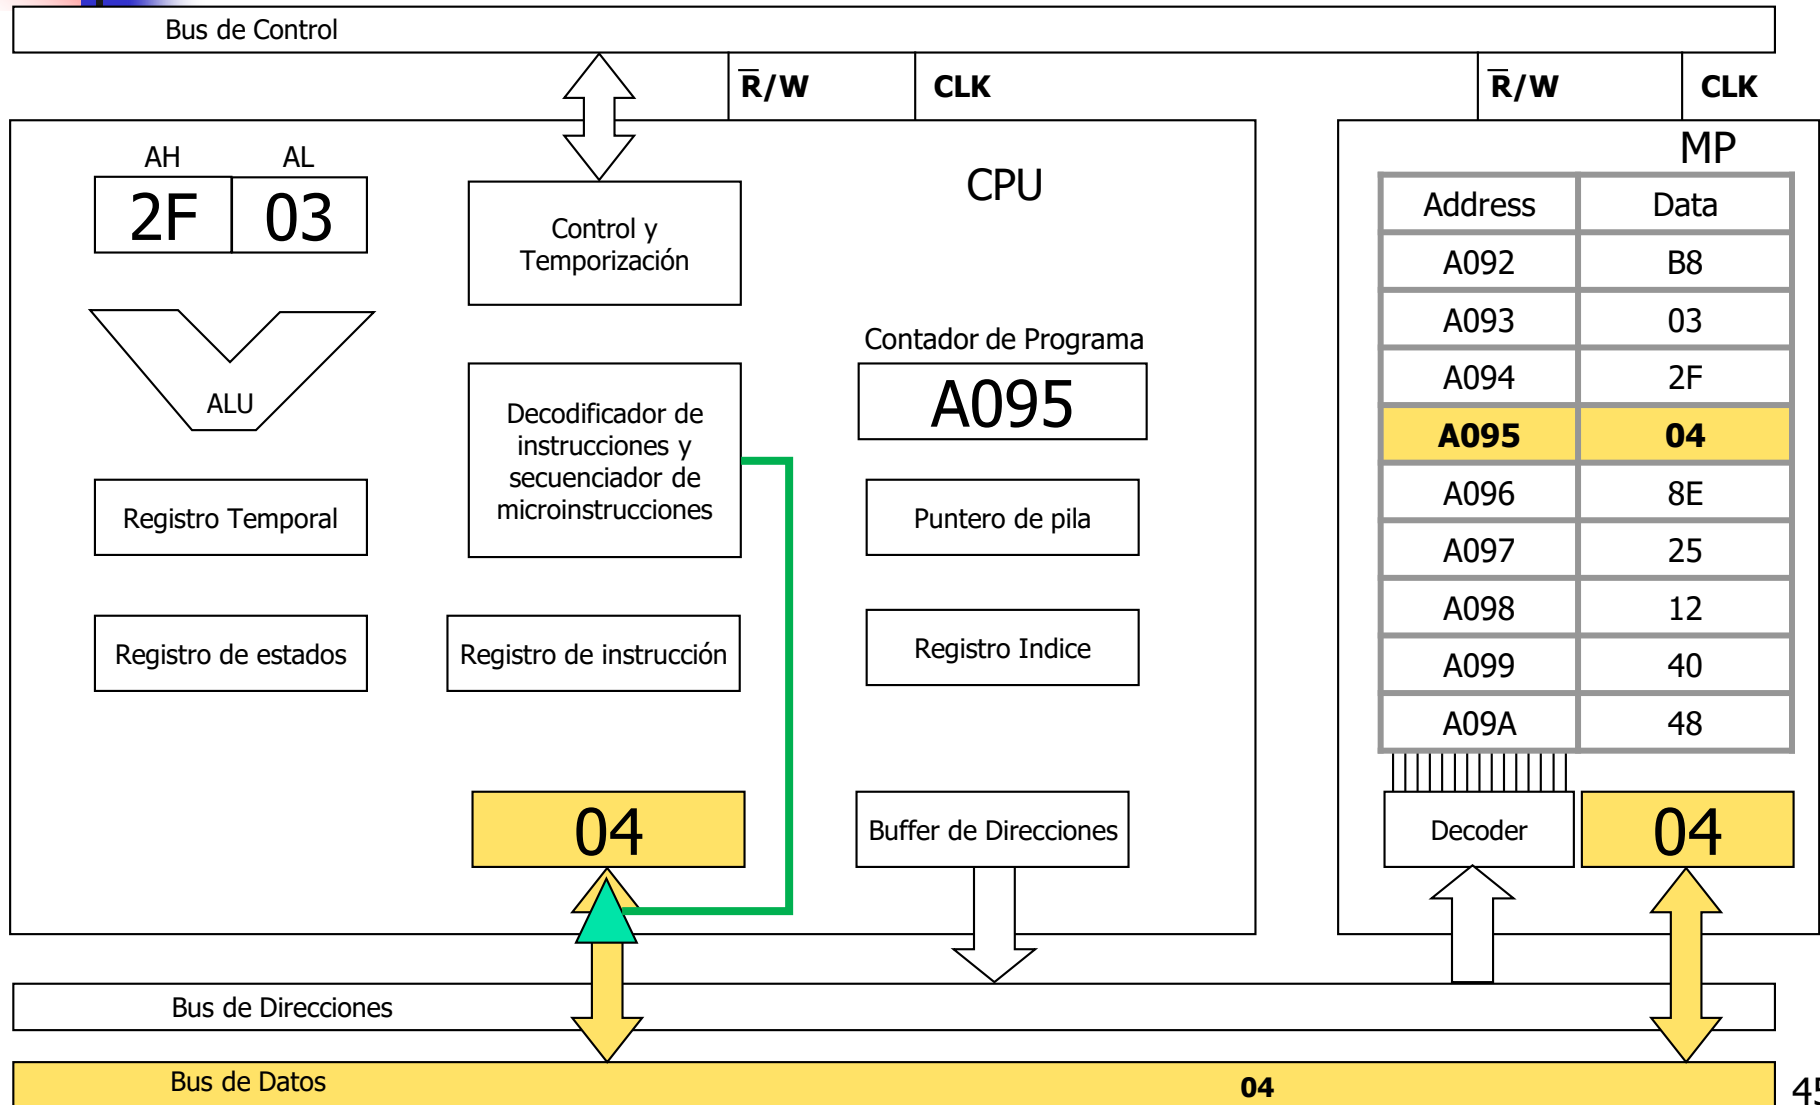 Bus de Control
R/W
CLK
R/W
CLK
AH
AL
2F
03
Control y
Temporización
CPU
MP
Address Data
A092 B8
A093 03
A094 2F
A095 04
A096 8E
A097 25
A098 12
A099 40
A09A 48
ALU
Decodificador de
instrucciones y
secuenciador de
microinstrucciones
Contador de Programa
A095
Registro Temporal
Puntero de pila
Registro de estados
Registro de instrucción
Registro Indice
04
Buffer de Direcciones
Decoder
04
Bus de Direcciones
Bus de Datos
04
45